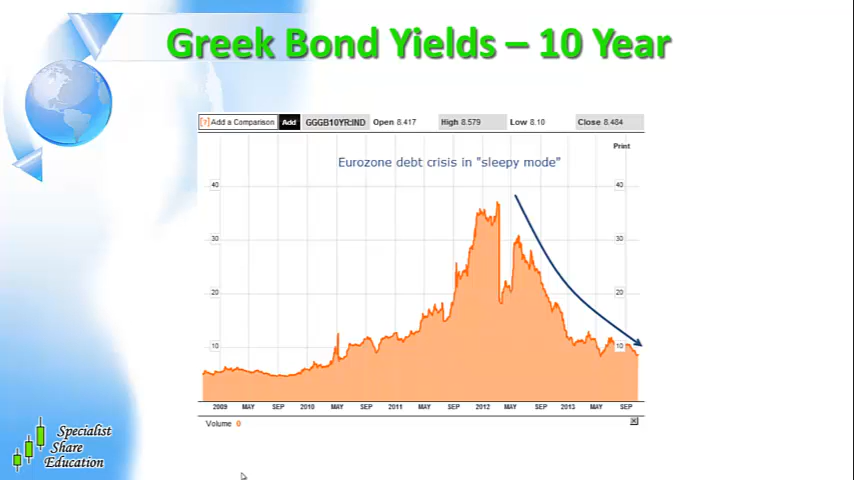 Greek Bond Yields – 10 Year
[?] Add a Comparison Add GGGB10YR:IND Open 8.417 High 8.579 Low 8.10 Close 8.484
Print
Eurozone debt crisis in "sleepy mode"
40 40
30 30
20 20
10 10
2009 MAY SEP 2010 MAY SEP 2011 MAY SEP 2012 MAY SEP 2013 MAY SEP
Volume 0
Specialist
Share
Education